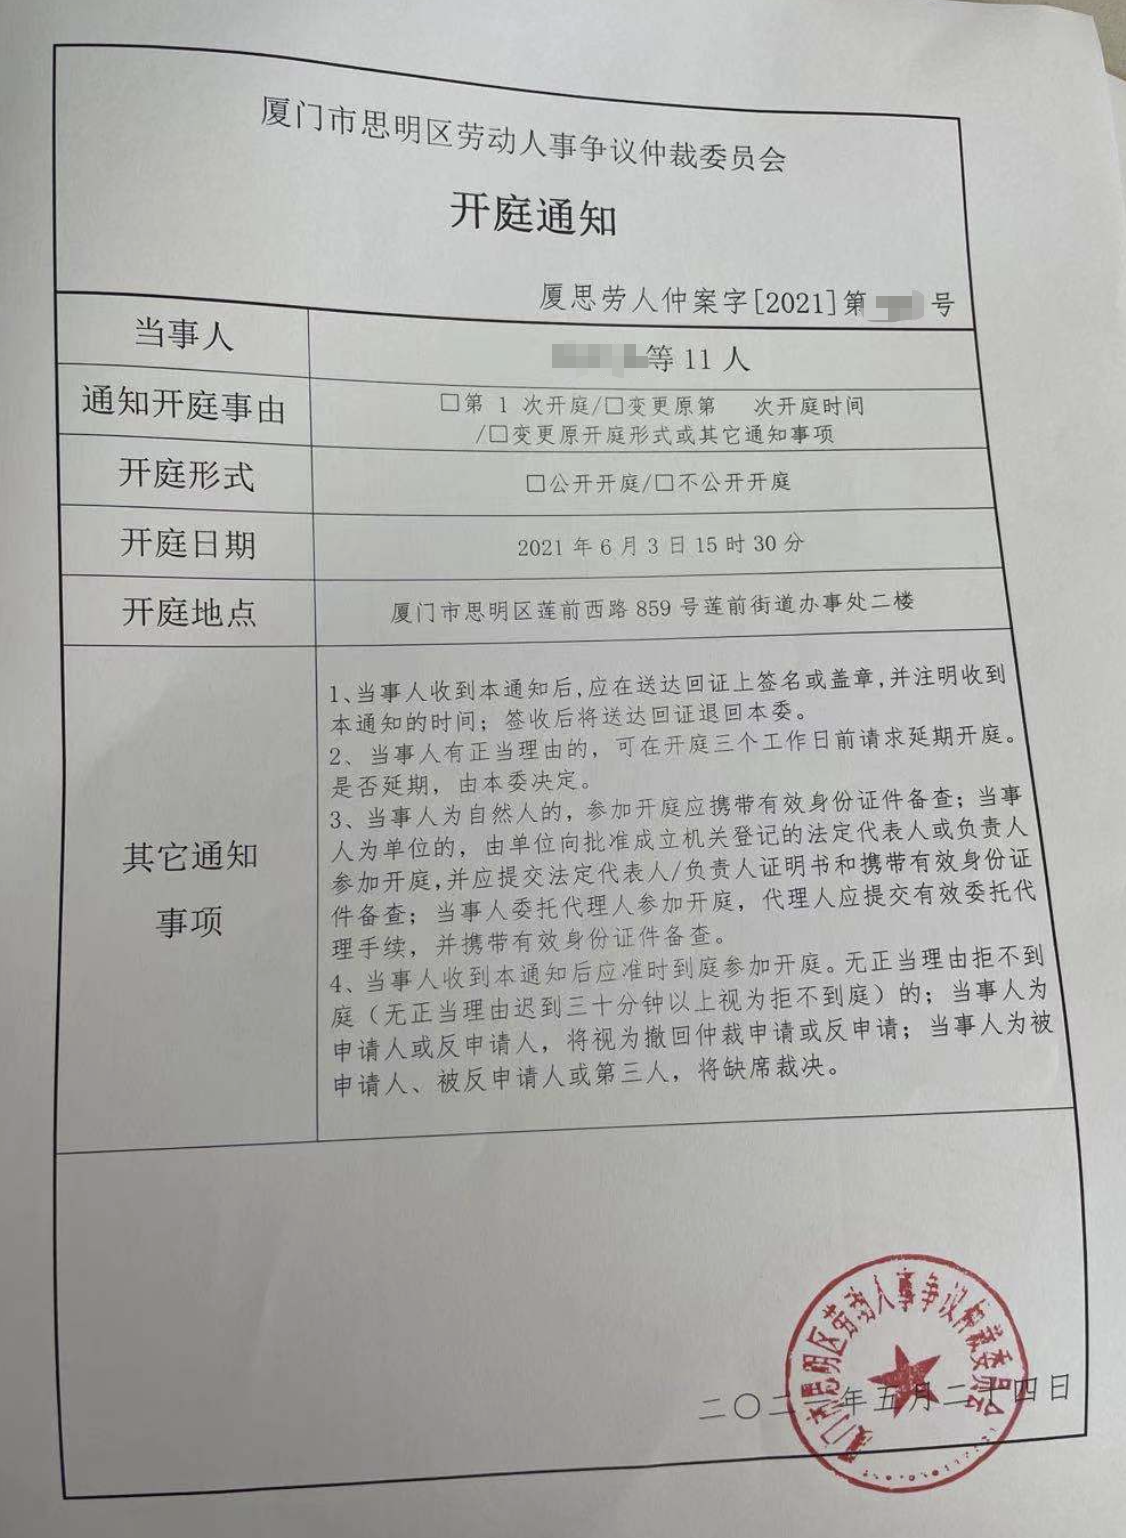 厦门市思明区劳动人事争议仲裁委员会
开庭通知
厦思劳人仲案字[2021]第 号
当事人
等 11 人
通知开庭事由
□第 1 次开庭/□变更原第 次开庭时间
/□变更原开庭形式或其它通知事项
开庭形式
□公开开庭/□不公开开庭
开庭日期
2021 年 6 月 3 日 15 时 30 分
开庭地点
厦门市思明区莲前西路 859 号莲前街道办事处二楼
其它通知
事项
1、当事人收到本通知后,应在送达回证上签名或盖章,并注明收到
本通知的时间；签收后将送达回证退回本委。
2、当事人有正当理由的，可在开庭三个工作日前请求延期开庭。
是否延期，由本委决定。
3、当事人为自然人的，参加开庭应携带有效身份证件备查；当事
人为单位的，由单位向批准成立机关登记的法定代表人或负责人
参加开庭,并应提交法定代表人/负责人证明书和携带有效身份证
件备查；当事人委托代理人参加开庭，代理人应提交有效委托代
理手续，并携带有效身份证件备查。
4、当事人收到本通知后应准时到庭参加开庭。无正当理由拒不到
庭（无正当理由迟到三十分钟以上视为拒不到庭）的；当事人为
申请人或反申请人，将视为撤回仲裁申请或反申请；当事人为被
申请人、被反申请人或第三人，将缺席裁决。
厦门市思明区劳动人事争议仲裁委员会
二〇二一年五月二十四日